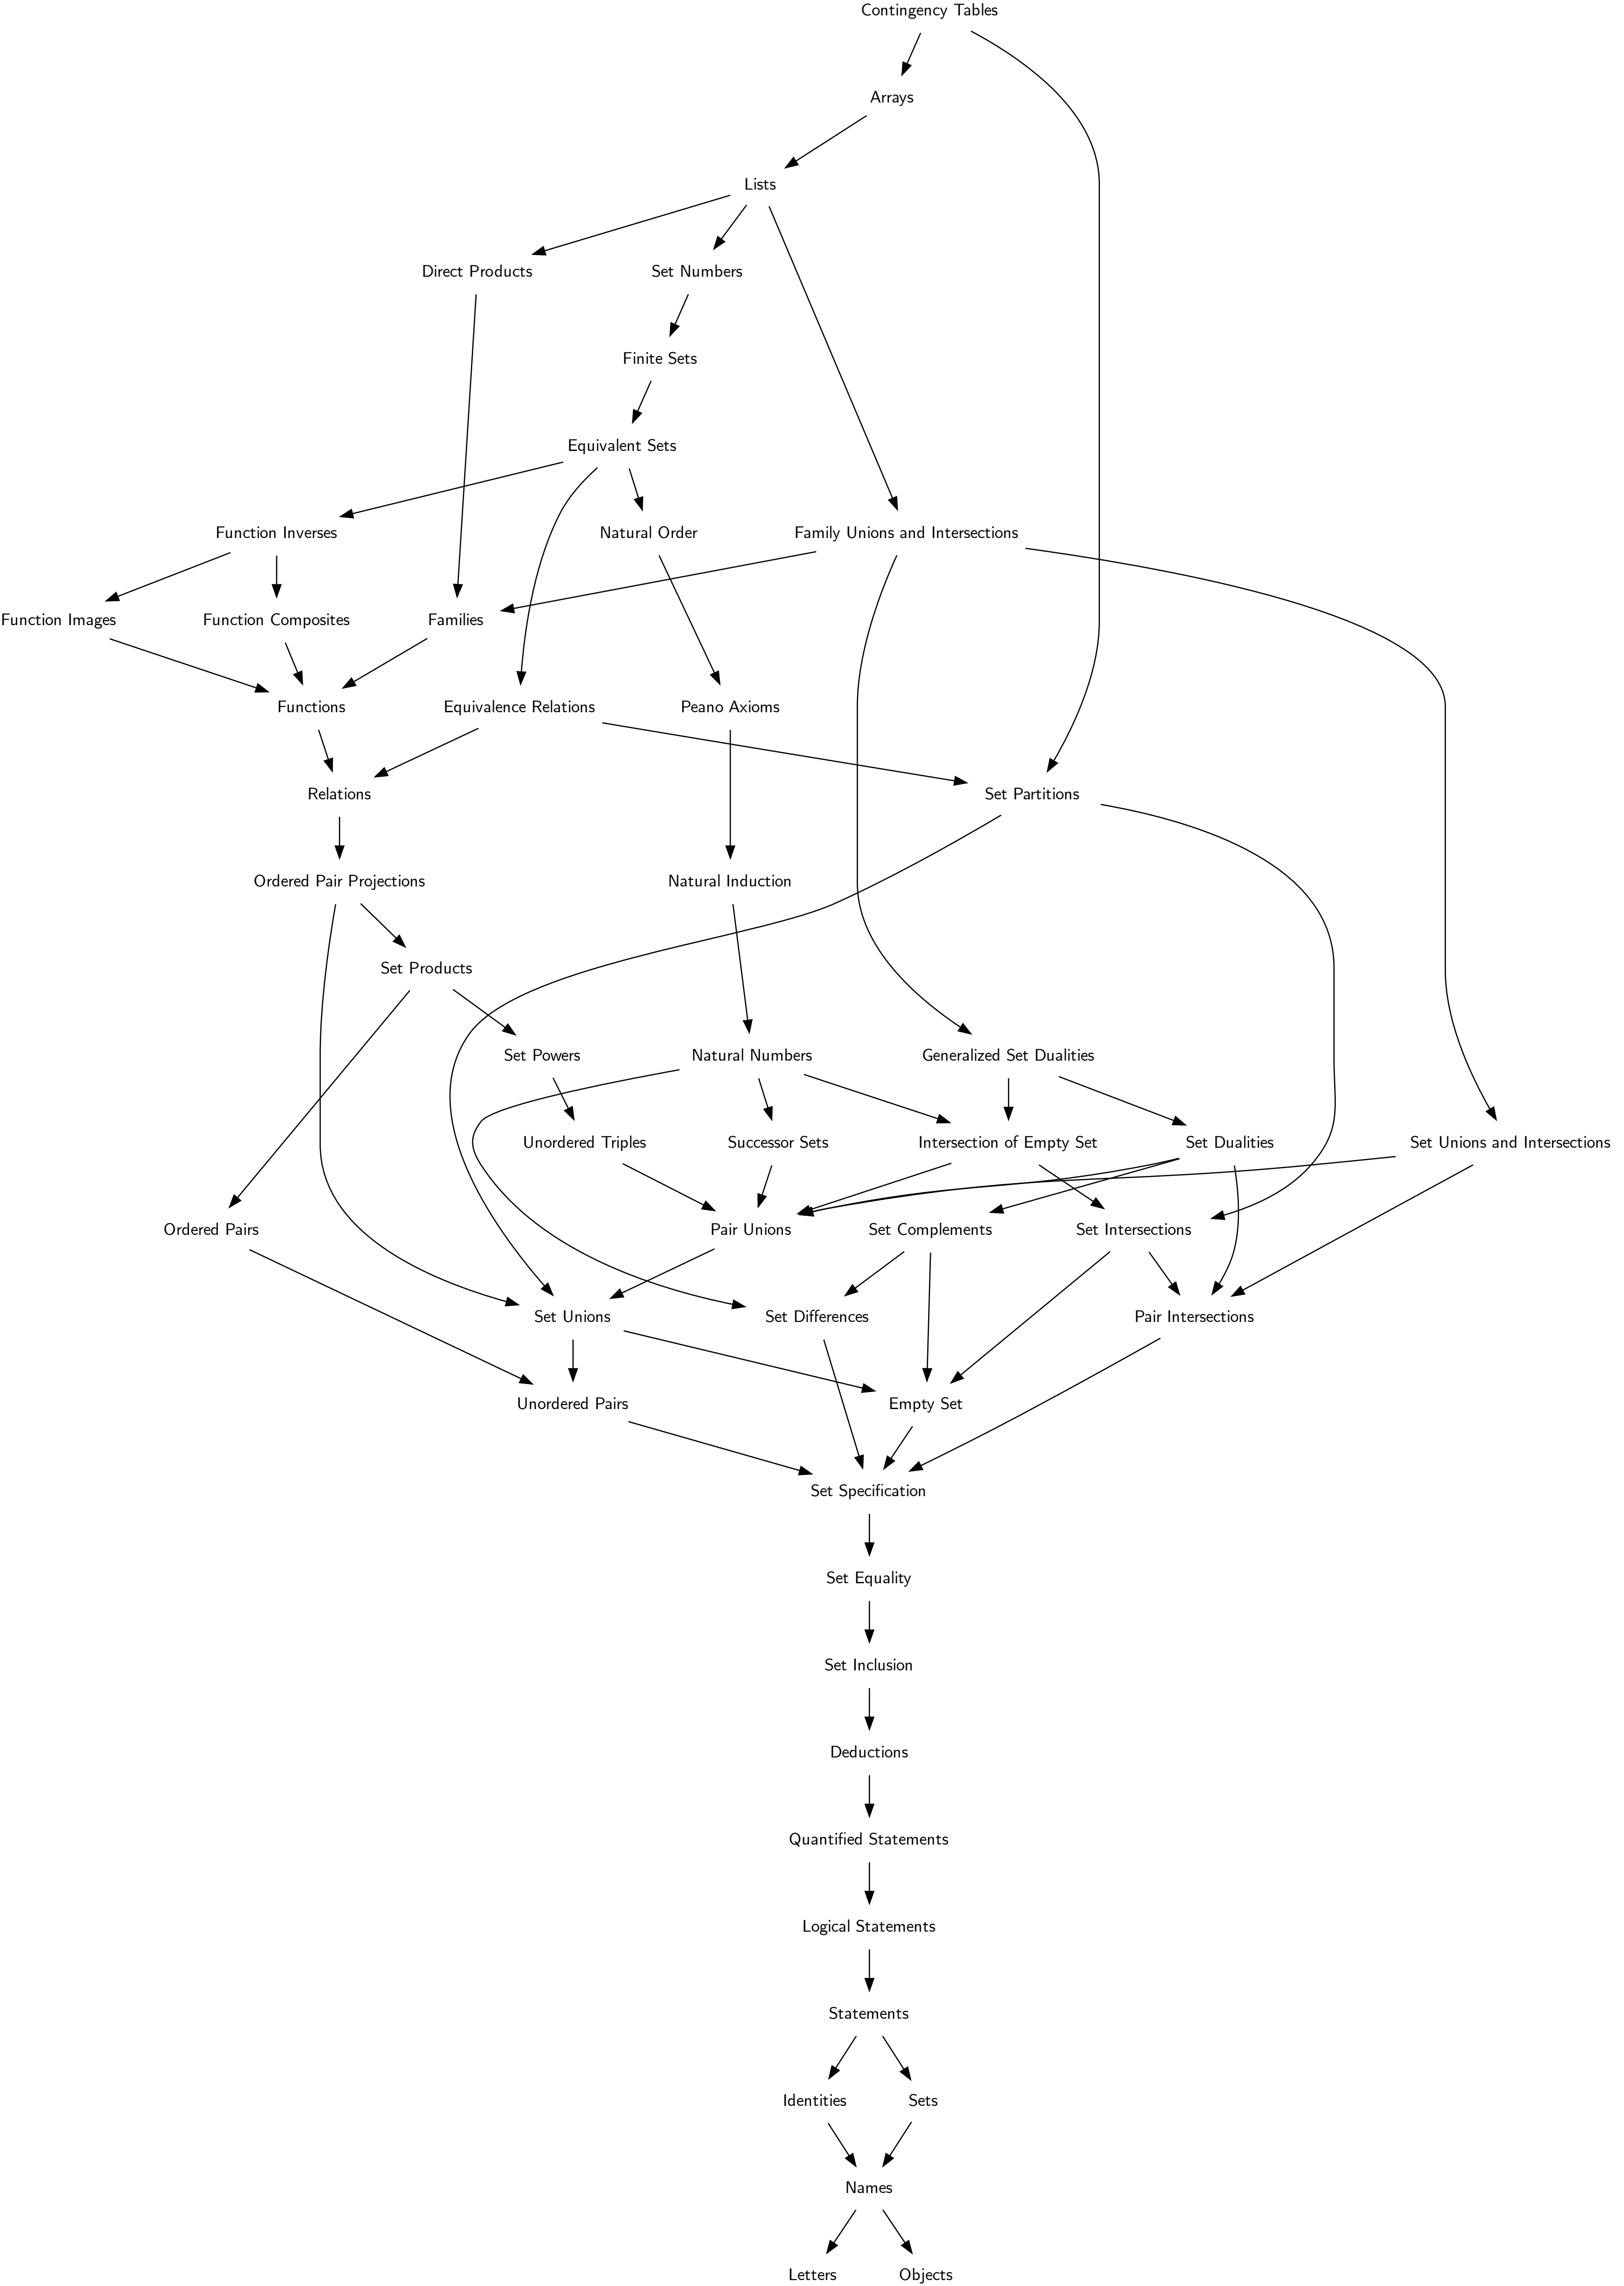 Contingency Tables
Arrays
Lists
Direct Products
Set Numbers
Finite Sets
Equivalent Sets
Function Inverses
Natural Order
Family Unions and Intersections
Function Images
Function Composites
Families
Functions
Equivalence Relations
Peano Axioms
Relations
Set Partitions
Ordered Pair Projections
Natural Induction
Set Products
Set Powers
Natural Numbers
Generalized Set Dualities
Unordered Triples
Successor Sets
Intersection of Empty Set
Set Dualities
Set Unions and Intersections
Ordered Pairs
Pair Unions
Set Complements
Set Intersections
Set Unions
Set Differences
Pair Intersections
Unordered Pairs
Empty Set
Set Specification
Set Equality
Set Inclusion
Deductions
Quantified Statements
Logical Statements
Statements
Identities
Sets
Names
Letters
Objects